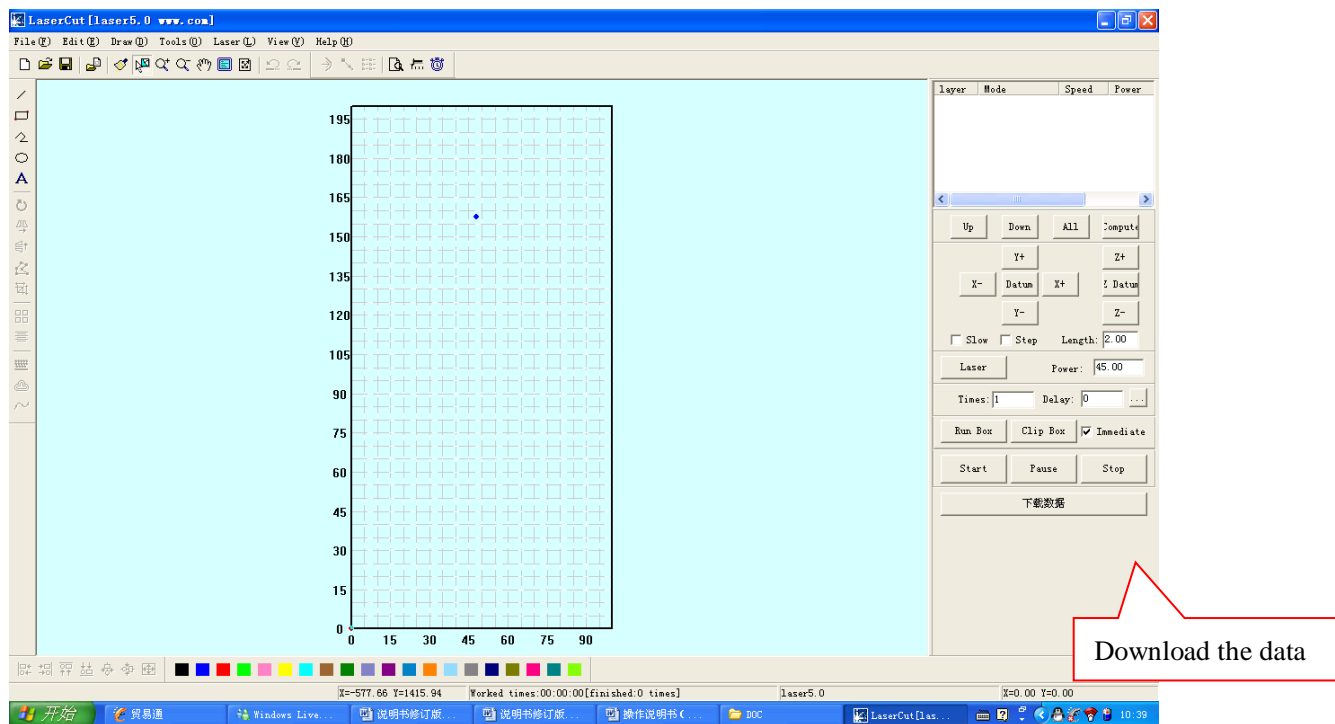 LaserCut[laser5.0 www.com]
File(F) Edit(E) Draw(D) Tools(O) Laser(L) View(V) Help(H)
layer Mode Speed Power
195
180
165
150
135
120
105
90
75
60
45
30
15
0
0 15 30 45 60 75 90
Up Down All Compute
Y+ Z+
X- Datum X+ Z Datum
Y- Z-
Slow Step Length: 2.00
Laser Power: 45.00
Times: 1 Delay: 0 ...
Run Box Clip Box Immediate
Start Pause Stop
下载数据
Download the data
X=-577.66 Y=1415.94 Worked times:00:00:00[finished:0 times] laser5.0 X=0.00 Y=0.00
开始 贸易通 Windows Live... 说明书修订版... 说明书修订版... 操作说明书(... DOC LaserCut[las... 10:39